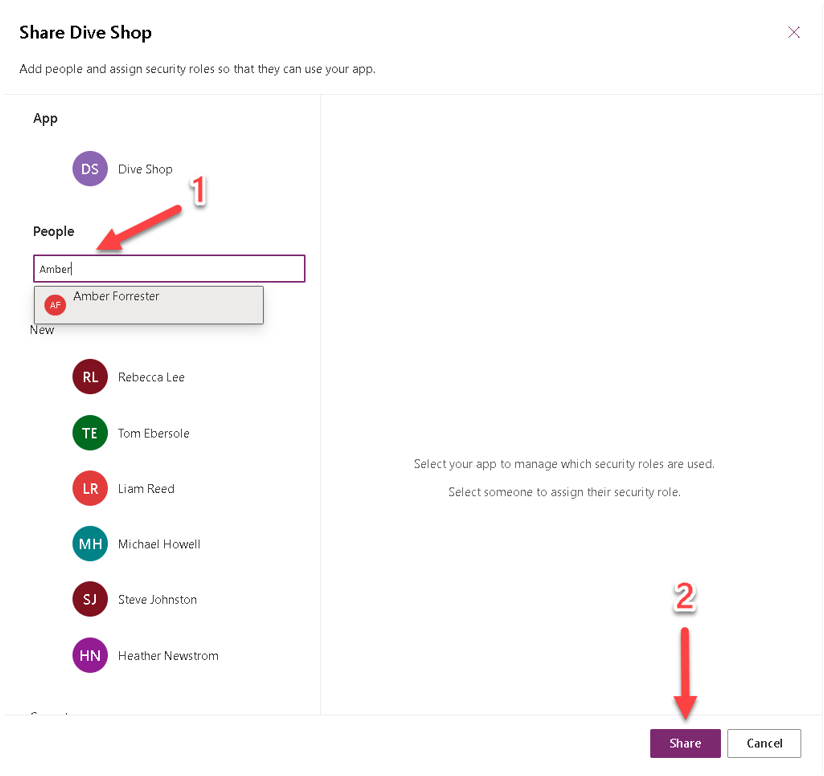 Share Dive Shop
Add people and assign security roles so that they can use your app.
App
DS Dive Shop
1
People
Amber
AF Amber Forrester
New
RL Rebecca Lee
TE Tom Ebersole
LR Liam Reed
MH Michael Howell
SJ Steve Johnston
HN Heather Newstrom
Select your app to manage which security roles are used.
Select someone to assign their security role.
2
Share Cancel